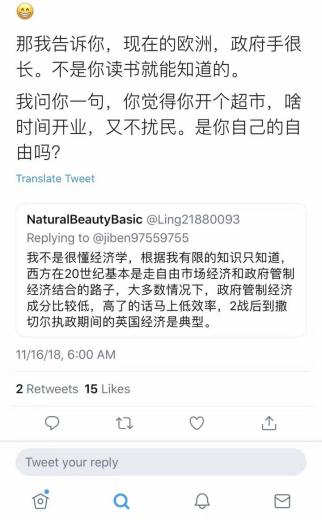 那我告诉你，现在的欧洲，政府手很
长。不是你读书就能知道的。
我问你一句，你觉得你开个超市，啥
时间开业，又不扰民。是你自己的自
由吗？
Translate Tweet
NaturalBeautyBasic @Ling21880093
Replying to @jiben97559755
我不是很懂经济学，根据我有限的知识只知道，
西方在20世纪基本是走自由市场经济和政府管制
经济结合的路子，大多数情况下，政府管制经济
成分比较低，高了的话马上低效率，2战后到撒
切尔执政期间的英国经济是典型。
11/16/18, 6:00 AM
2 Retweets 15 Likes
Tweet your reply